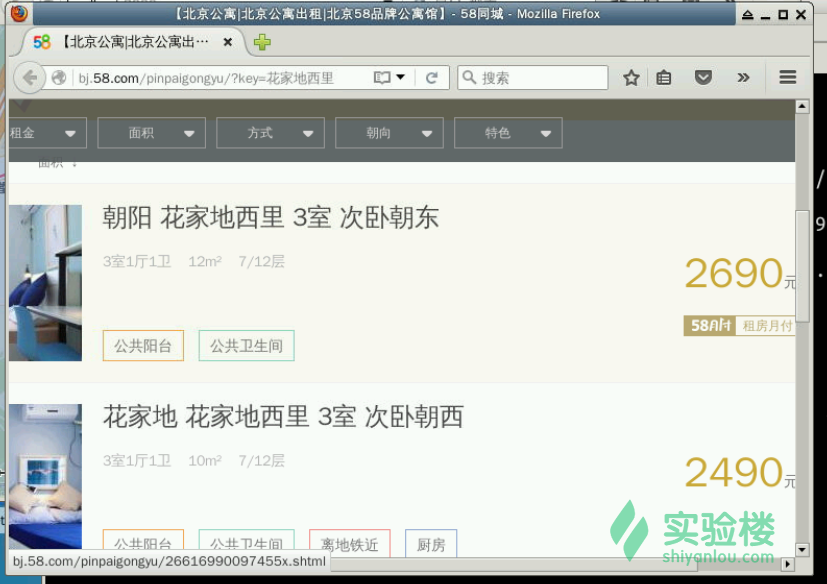 【北京公寓|北京公寓出租|北京58品牌公寓馆】- 58同城 - Mozilla Firefox
58 【北京公寓|北京公寓出…
bj.58.com/pinpaigongyu/?key=花家地西里
搜索
租金 面积 方式 朝向 特色
面积 ↓
朝阳 花家地西里 3室 次卧朝东
3室1厅1卫 12m² 7/12层
2690元
58月付 租房月付
公共阳台 公共卫生间
花家地 花家地西里 3室 次卧朝西
3室1厅1卫 10m² 7/12层
2490元
公共阳台 公共卫生间 离地铁近 厨房
bj.58.com/pinpaigongyu/26616990097455x.shtml
实验楼
shiyanlou.com